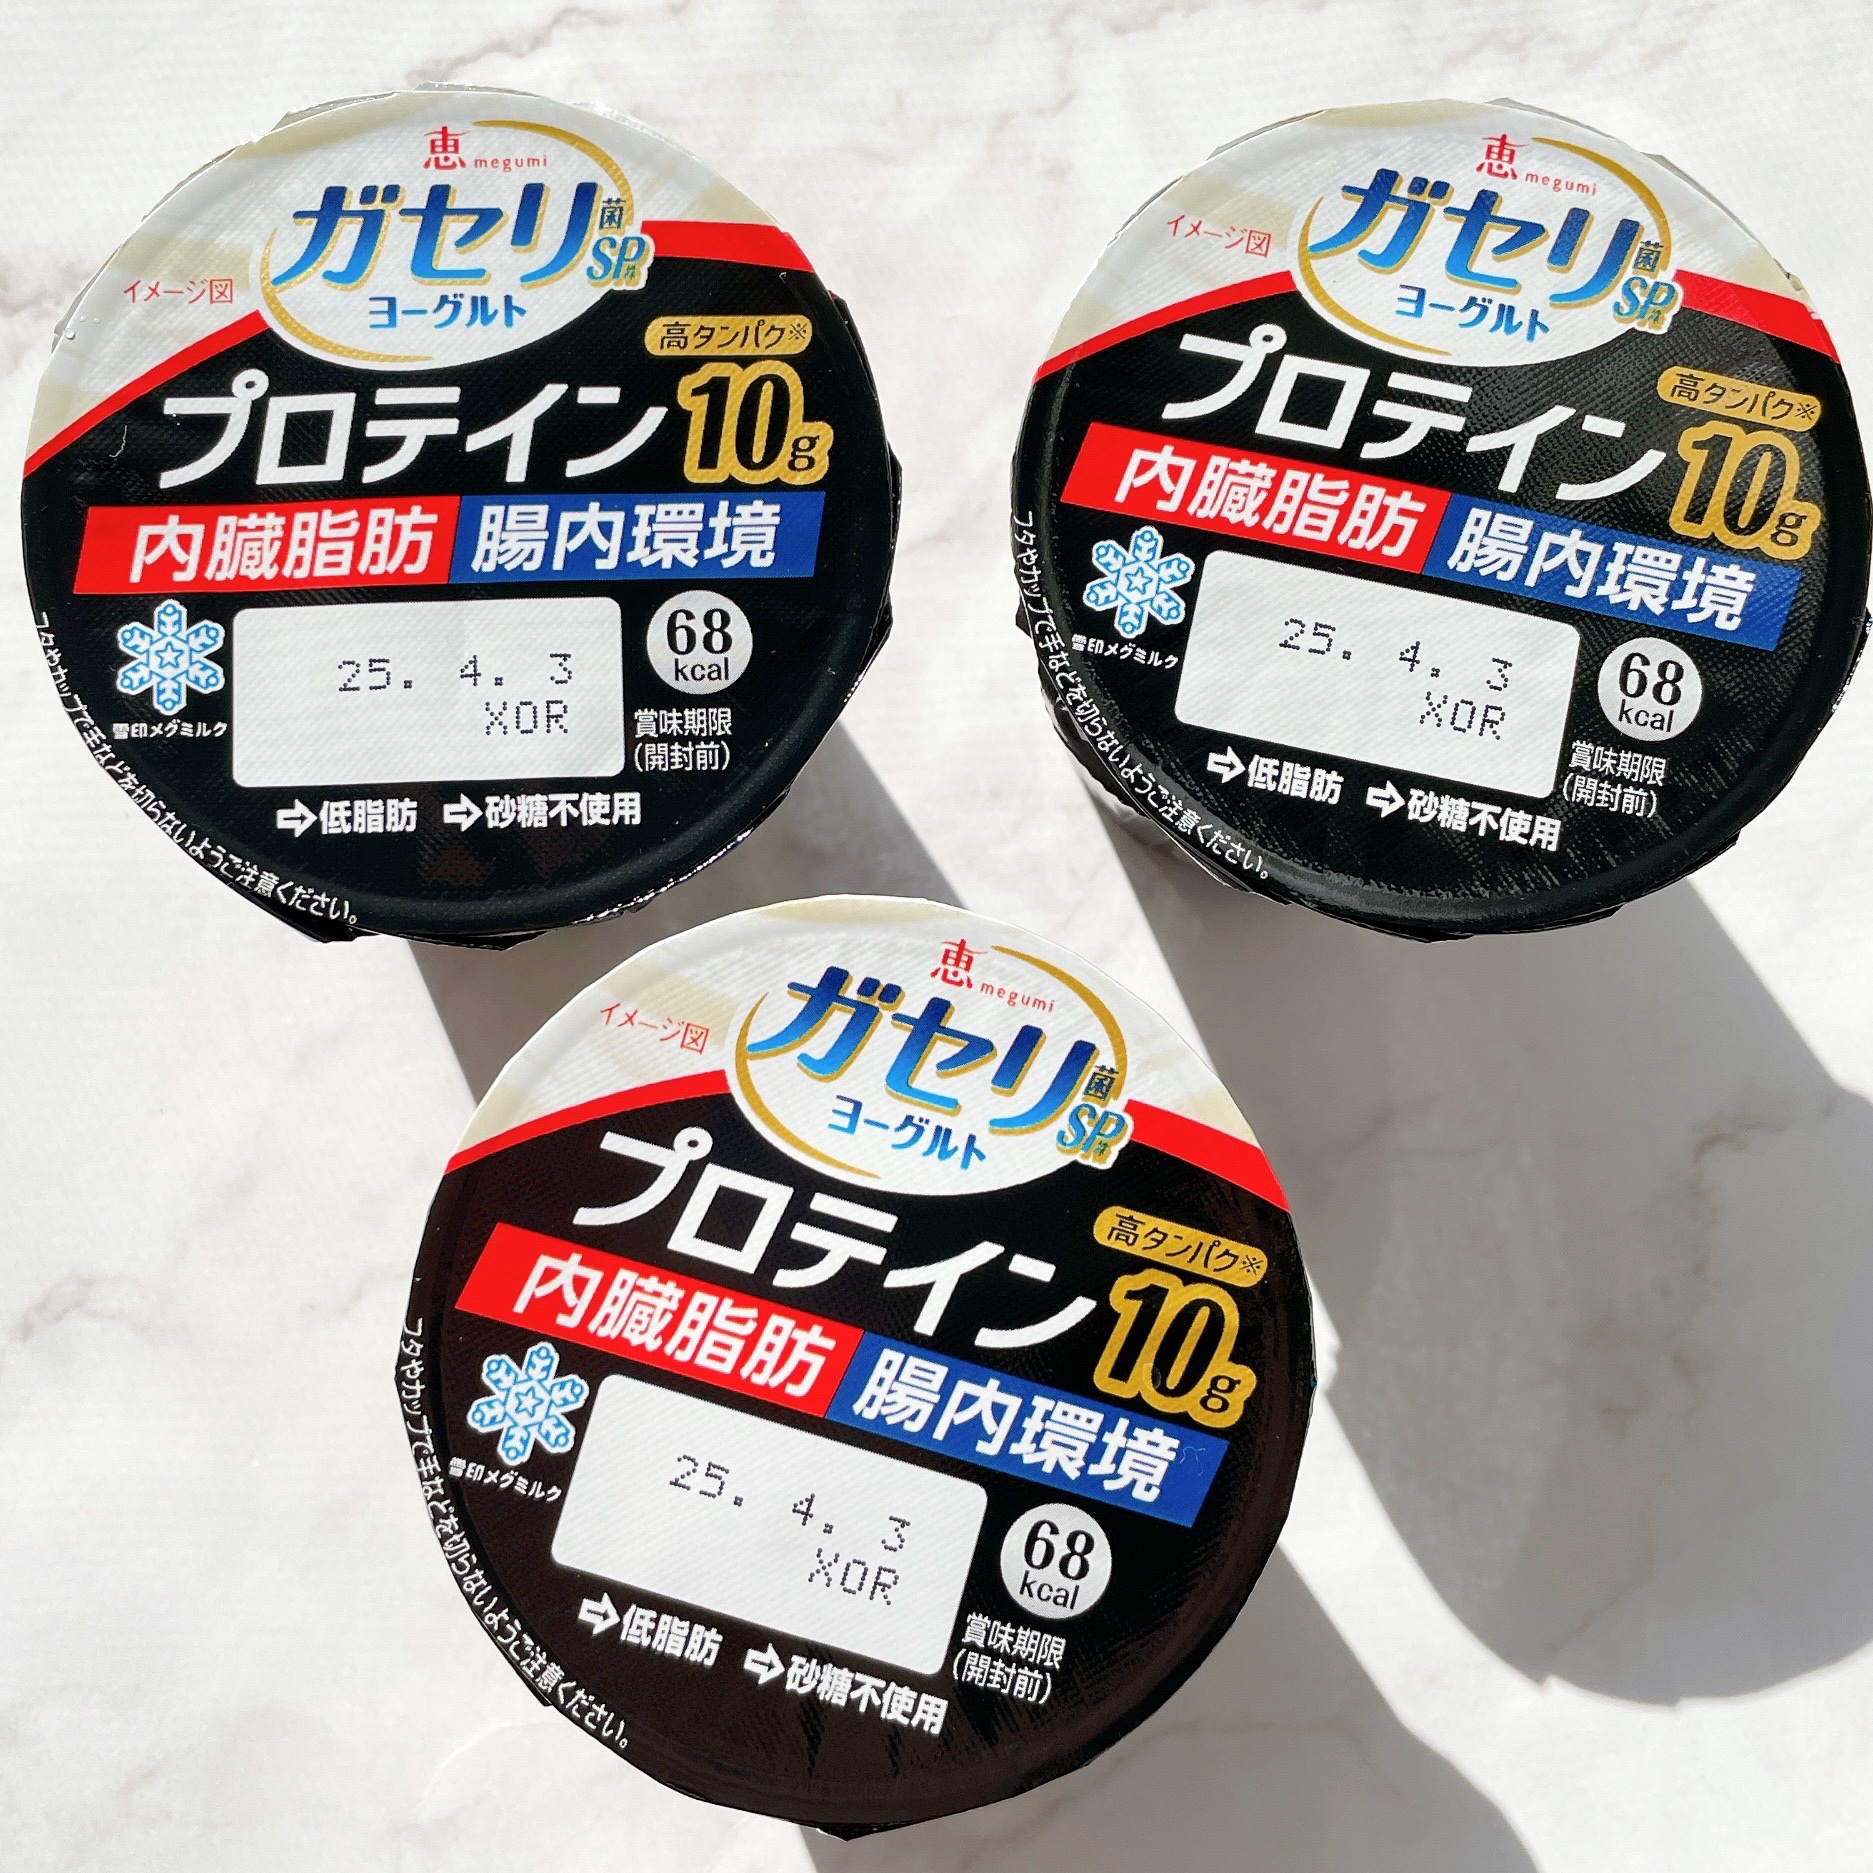 恵 megumi
ガセリ菌SP株
ヨーグルト
イメージ図
高タンパク※
プロテイン10g
内臓脂肪 腸内環境
25. 4. 3
XOR
68
kcal
雪印メグミルク
賞味期限
(開封前)
⇨低脂肪 ⇨砂糖不使用
フタやカップで手などを切らないようご注意ください。
恵 megumi
ガセリ菌SP株
ヨーグルト
イメージ図
高タンパク※
プロテイン10g
内臓脂肪 腸内環境
25. 4. 3
XOR
68
kcal
雪印メグミルク
賞味期限
(開封前)
⇨低脂肪 ⇨砂糖不使用
フタやカップで手などを切らないようご注意ください。
恵 megumi
ガセリ菌SP株
ヨーグルト
イメージ図
高タンパク※
プロテイン10g
内臓脂肪 腸内環境
25. 4. 3
XOR
68
kcal
雪印メグミルク
賞味期限
(開封前)
⇨低脂肪 ⇨砂糖不使用
フタやカップで手などを切らないようご注意ください。